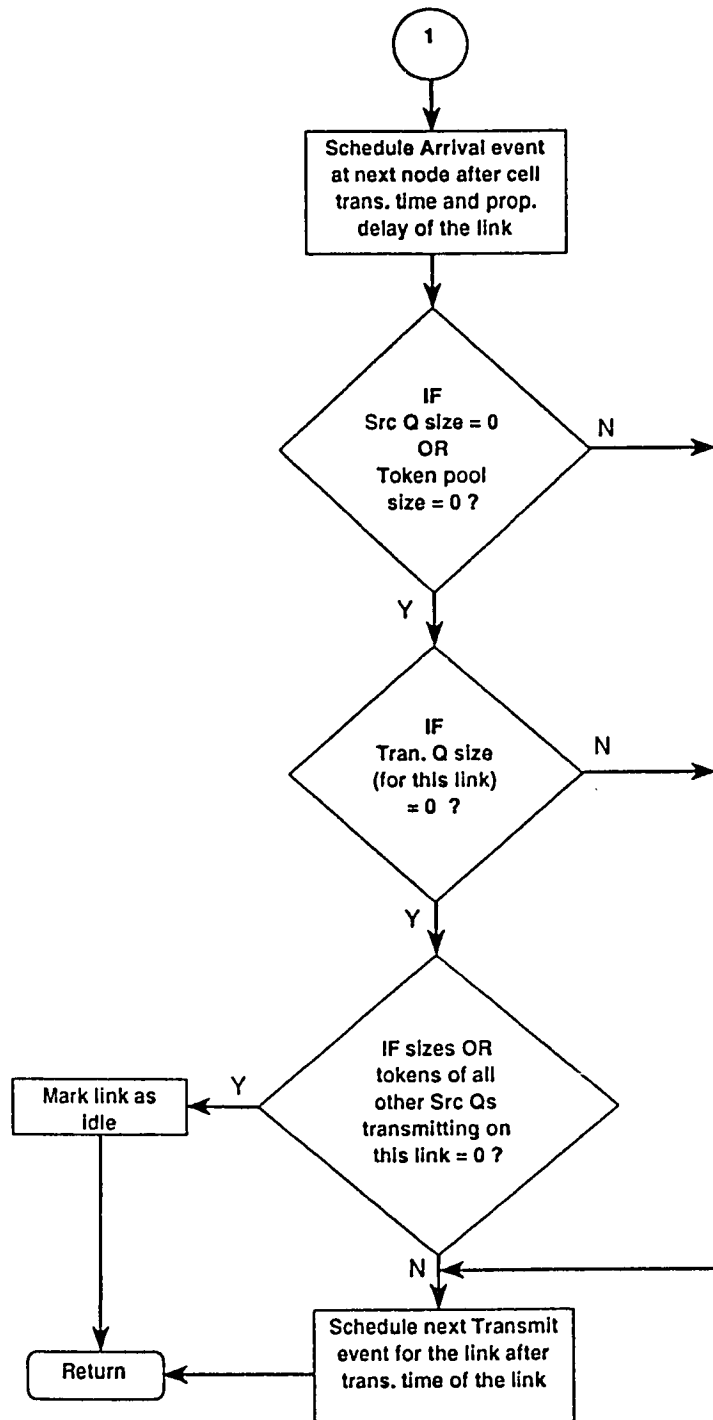 1
Schedule Arrival event
at next node after cell
trans. time and prop.
delay of the link
IF
Src Q size = 0
OR
Token pool
size = 0 ?
N
Y
IF
Tran. Q size
(for this link)
= 0 ?
N
Y
IF sizes OR
tokens of all
other Src Qs
transmitting on
this link = 0 ?
Y
Mark link as
idle
N
Schedule next Transmit
event for the link after
trans. time of the link
Return